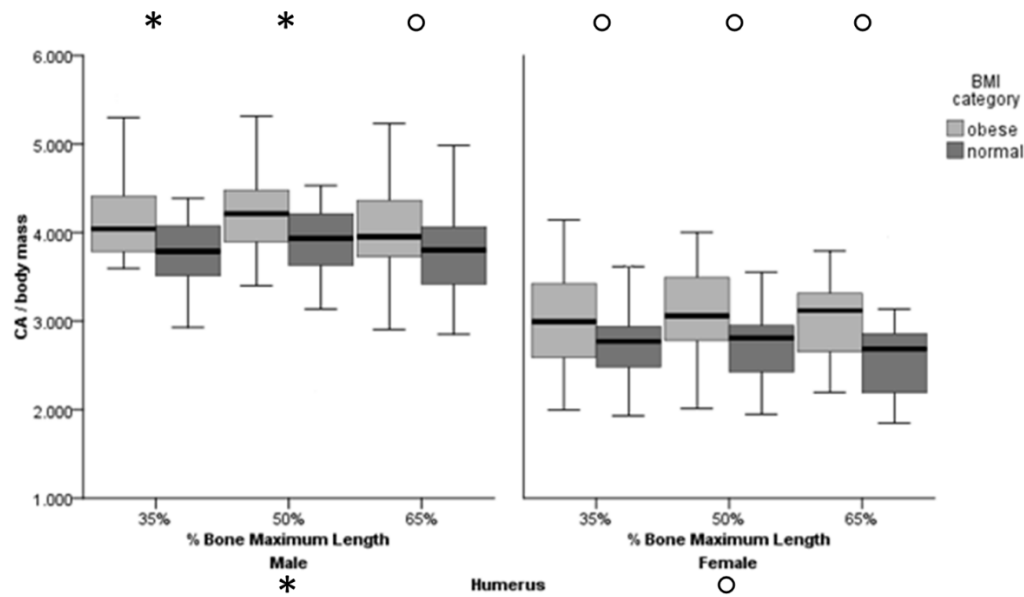 * * ○ ○ ○ ○
6.000
5.000
4.000
3.000
2.000
1.000
CA / body mass
BMI
category
obese
normal
35% 50% 65% 35% 50% 65%
% Bone Maximum Length % Bone Maximum Length
Male Female
* Humerus ○